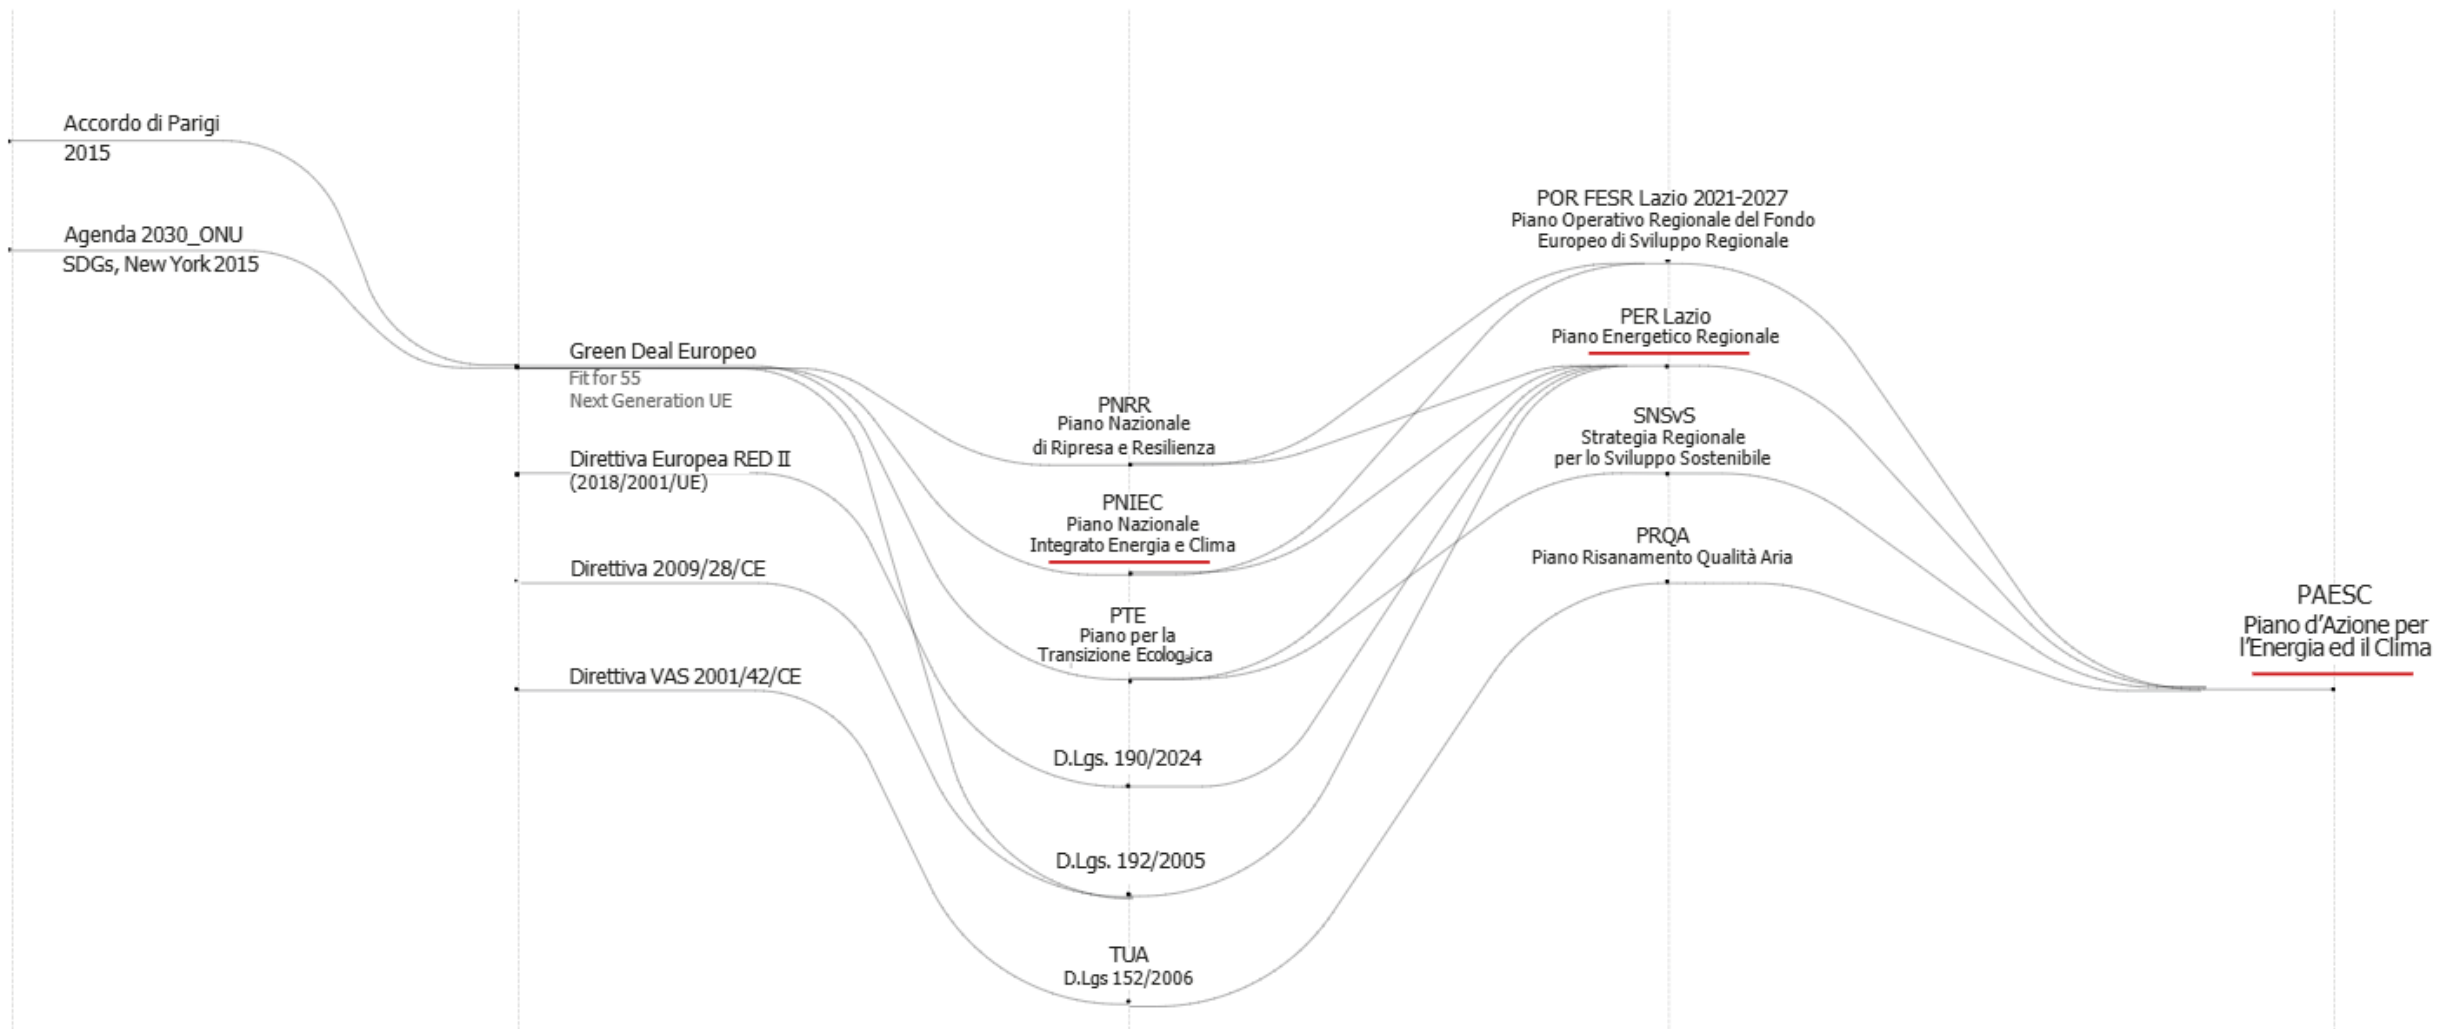 Accordo di Parigi
2015
Agenda 2030_ONU
SDGs, New York 2015
Green Deal Europeo
Fit for 55
Next Generation UE
Direttiva Europea RED II
(2018/2001/UE)
Direttiva 2009/28/CE
Direttiva VAS 2001/42/CE
PNRR
Piano Nazionale
di Ripresa e Resilienza
PNIEC
Piano Nazionale
Integrato Energia e Clima
PTE
Piano per la
Transizione Ecologica
D.Lgs. 190/2024
D.Lgs. 192/2005
TUA
D.Lgs 152/2006
POR FESR Lazio 2021-2027
Piano Operativo Regionale del Fondo
Europeo di Sviluppo Regionale
PER Lazio
Piano Energetico Regionale
SNSvS
Strategia Regionale
per lo Sviluppo Sostenibile
PRQA
Piano Risanamento Qualità Aria
PAESC
Piano d'Azione per
l'Energia ed il Clima